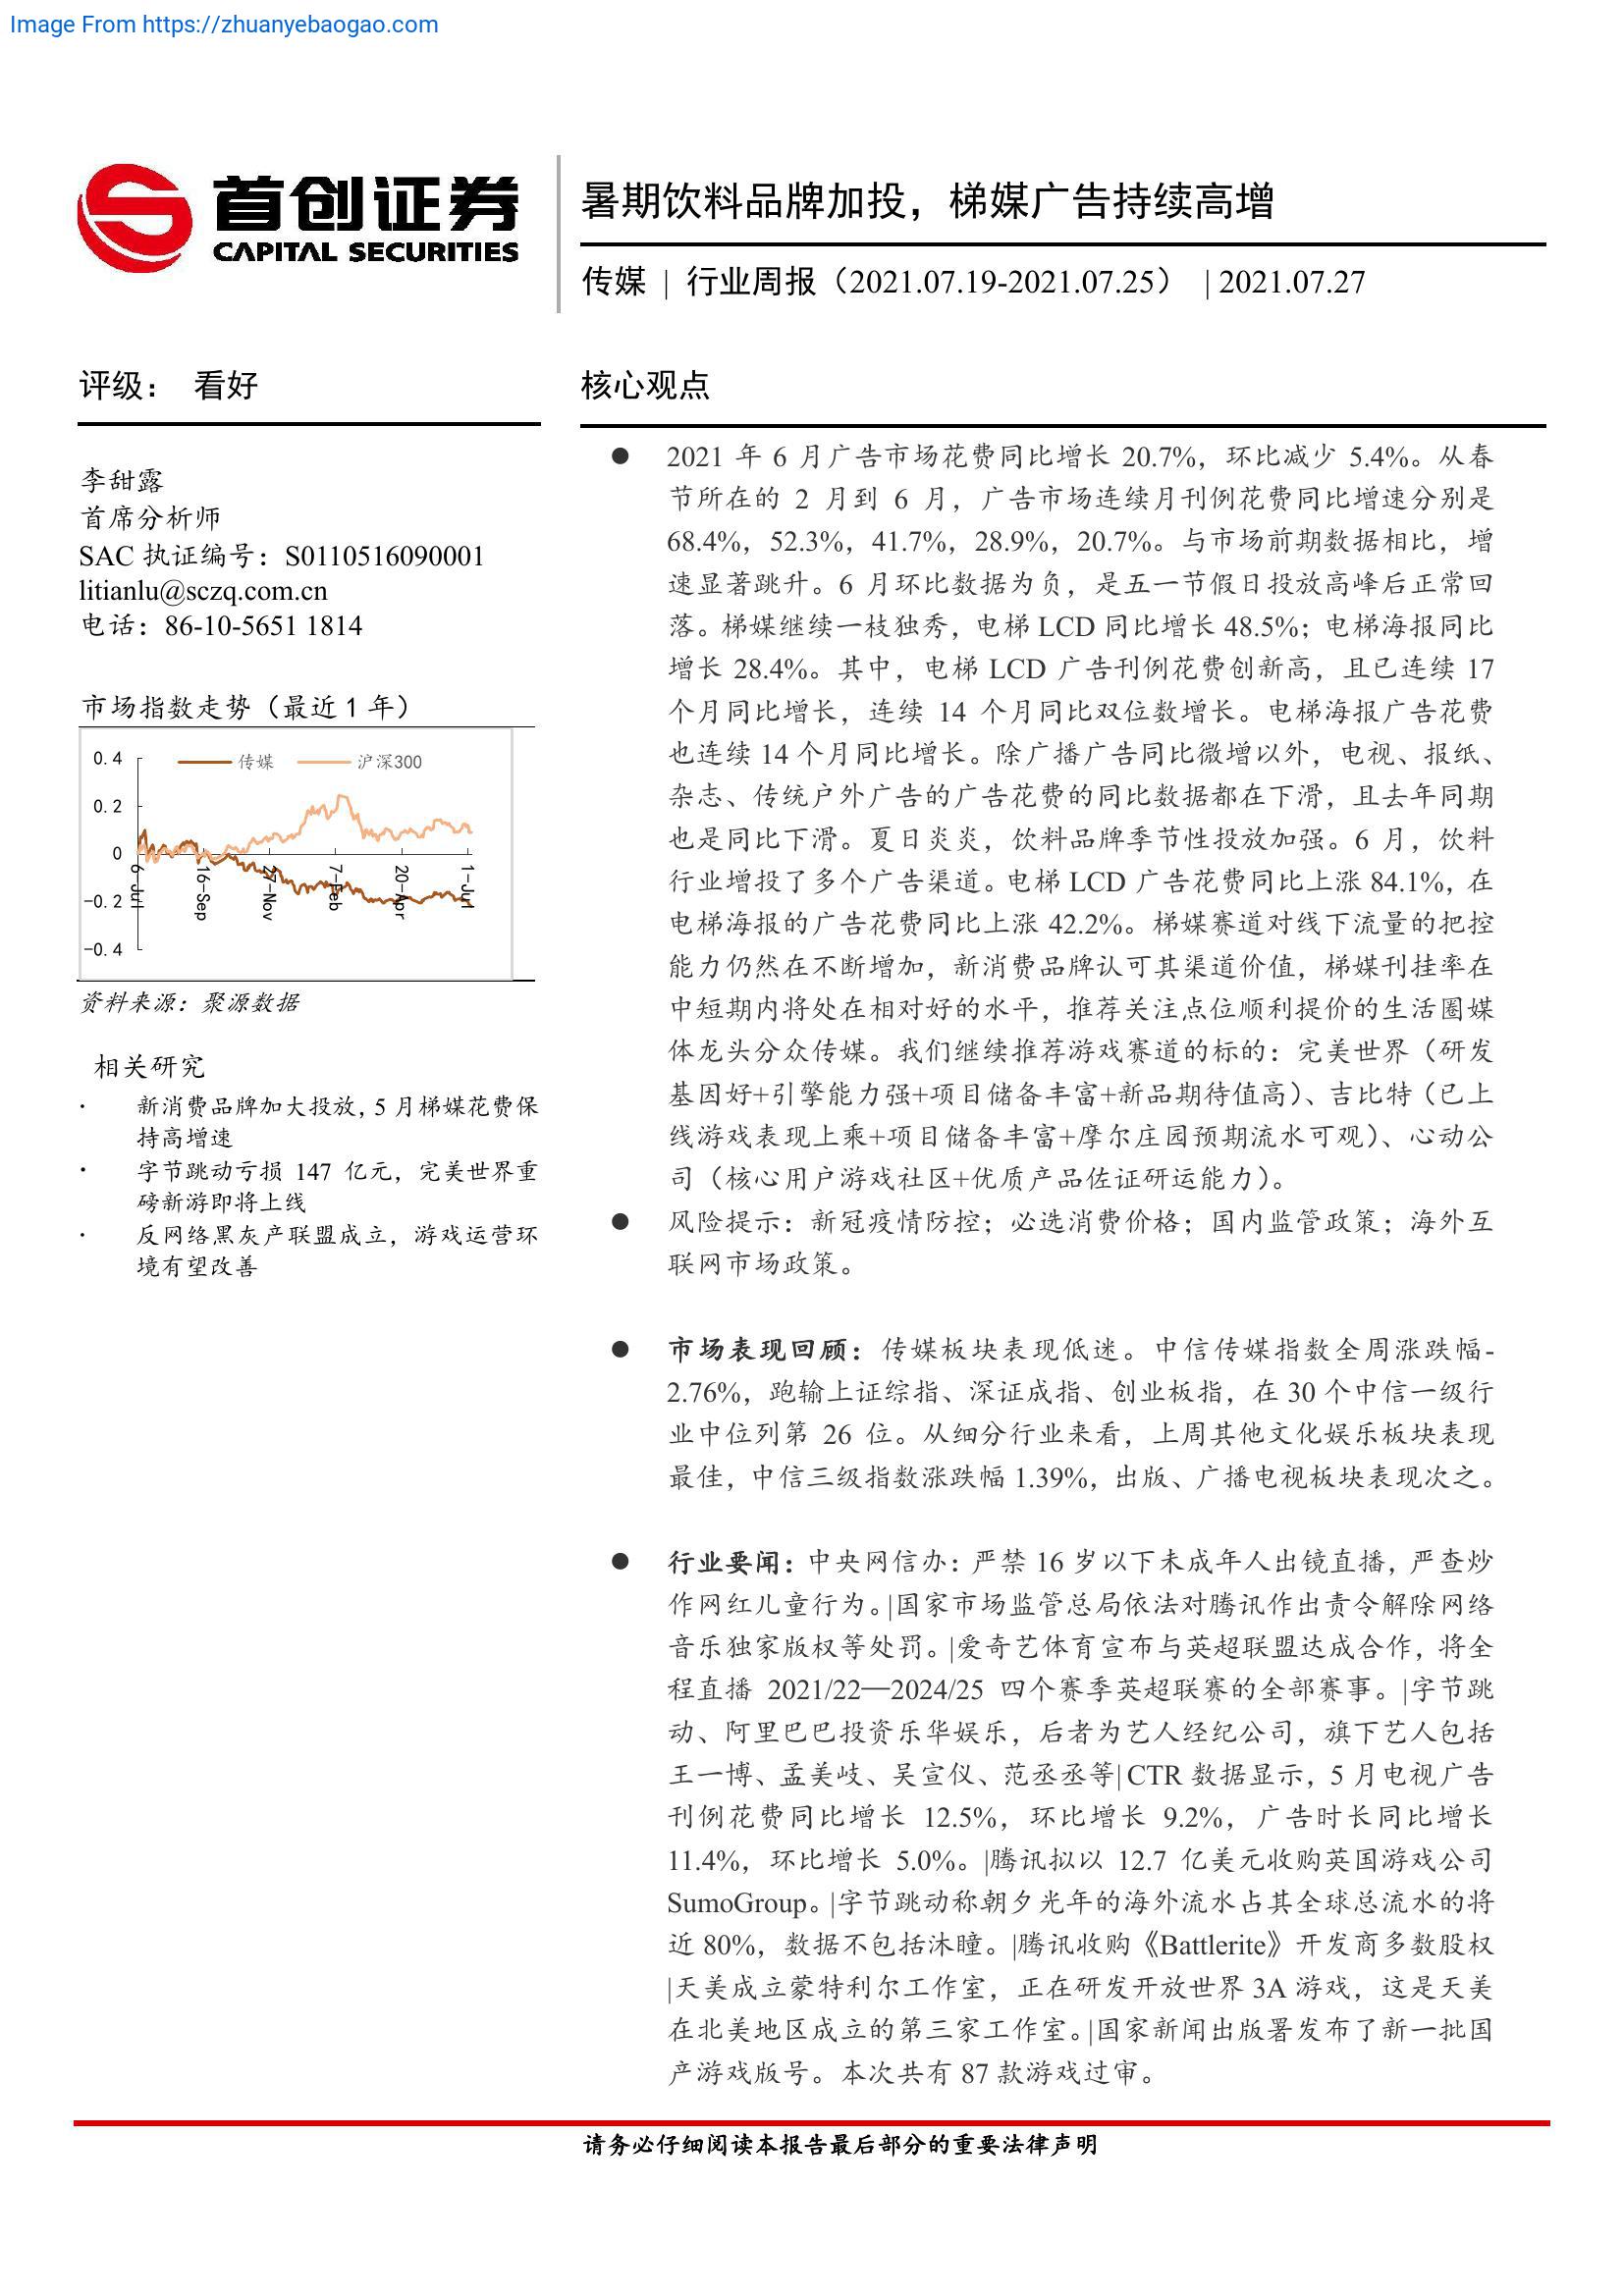 Image From https://zhuanyebaogao.com
首创证券
CAPITAL SECURITIES
暑期饮料品牌加投，梯媒广告持续高增
传媒 | 行业周报（2021.07.19-2021.07.25） | 2021.07.27
评级： 看好
李甜露
首席分析师
SAC 执证编号：S0110516090001
litianlu@sczq.com.cn
电话：86-10-5651 1814
市场指数走势（最近 1 年）
传媒 沪深300
0.4
0.2
0
-0.2
-0.4
6-Jul 16-Sep 27-Nov 7-Feb 20-Apr 1-Jul
资料来源：聚源数据
相关研究
· 新消费品牌加大投放，5 月梯媒花费保
持高增速
· 字节跳动亏损 147 亿元，完美世界重
磅新游即将上线
· 反网络黑灰产联盟成立，游戏运营环
境有望改善
核心观点
● 2021 年 6 月广告市场花费同比增长 20.7%，环比减少 5.4%。从春
节所在的 2 月到 6 月，广告市场连续月刊例花费同比增速分别是
68.4%，52.3%，41.7%，28.9%，20.7%。与市场前期数据相比，增
速显著跳升。6 月环比数据为负，是五一节假日投放高峰后正常回
落。梯媒继续一枝独秀，电梯 LCD 同比增长 48.5%；电梯海报同比
增长 28.4%。其中，电梯 LCD 广告刊例花费创新高，且已连续 17
个月同比增长，连续 14 个月同比双位数增长。电梯海报广告花费
也连续 14 个月同比增长。除广播广告同比微增以外，电视、报纸、
杂志、传统户外广告的广告花费的同比数据都在下滑，且去年同期
也是同比下滑。夏日炎炎，饮料品牌季节性投放加强。6 月，饮料
行业增投了多个广告渠道。电梯 LCD 广告花费同比上涨 84.1%，在
电梯海报的广告花费同比上涨 42.2%。梯媒赛道对线下流量的把控
能力仍然在不断增加，新消费品牌认可其渠道价值，梯媒刊挂率在
中短期内将处在相对好的水平，推荐关注点位顺利提价的生活圈媒
体龙头分众传媒。我们继续推荐游戏赛道的标的：完美世界（研发
基因好+引擎能力强+项目储备丰富+新品期待值高）、吉比特（已上
线游戏表现上乘+项目储备丰富+摩尔庄园预期流水可观）、心动公
司（核心用户游戏社区+优质产品佐证研运能力）。
● 风险提示：新冠疫情防控；必选消费价格；国内监管政策；海外互
联网市场政策。
● 市场表现回顾：传媒板块表现低迷。中信传媒指数全周涨跌幅-
2.76%，跑输上证综指、深证成指、创业板指，在 30 个中信一级行
业中位列第 26 位。从细分行业来看，上周其他文化娱乐板块表现
最佳，中信三级指数涨跌幅 1.39%，出版、广播电视板块表现次之。
● 行业要闻：中央网信办：严禁 16 岁以下未成年人出镜直播，严查炒
作网红儿童行为。|国家市场监管总局依法对腾讯作出责令解除网络
音乐独家版权等处罚。|爱奇艺体育宣布与英超联盟达成合作，将全
程直播 2021/22—2024/25 四个赛季英超联赛的全部赛事。|字节跳
动、阿里巴巴投资乐华娱乐，后者为艺人经纪公司，旗下艺人包括
王一博、孟美岐、吴宣仪、范丞丞等| CTR 数据显示，5 月电视广告
刊例花费同比增长 12.5%，环比增长 9.2%，广告时长同比增长
11.4%，环比增长 5.0%。|腾讯拟以 12.7 亿美元收购英国游戏公司
SumoGroup。|字节跳动称朝夕光年的海外流水占其全球总流水的将
近 80%，数据不包括沐瞳。|腾讯收购《Battlerite》开发商多数股权
|天美成立蒙特利尔工作室，正在研发开放世界 3A 游戏，这是天美
在北美地区成立的第三家工作室。|国家新闻出版署发布了新一批国
产游戏版号。本次共有 87 款游戏过审。
请务必仔细阅读本报告最后部分的重要法律声明